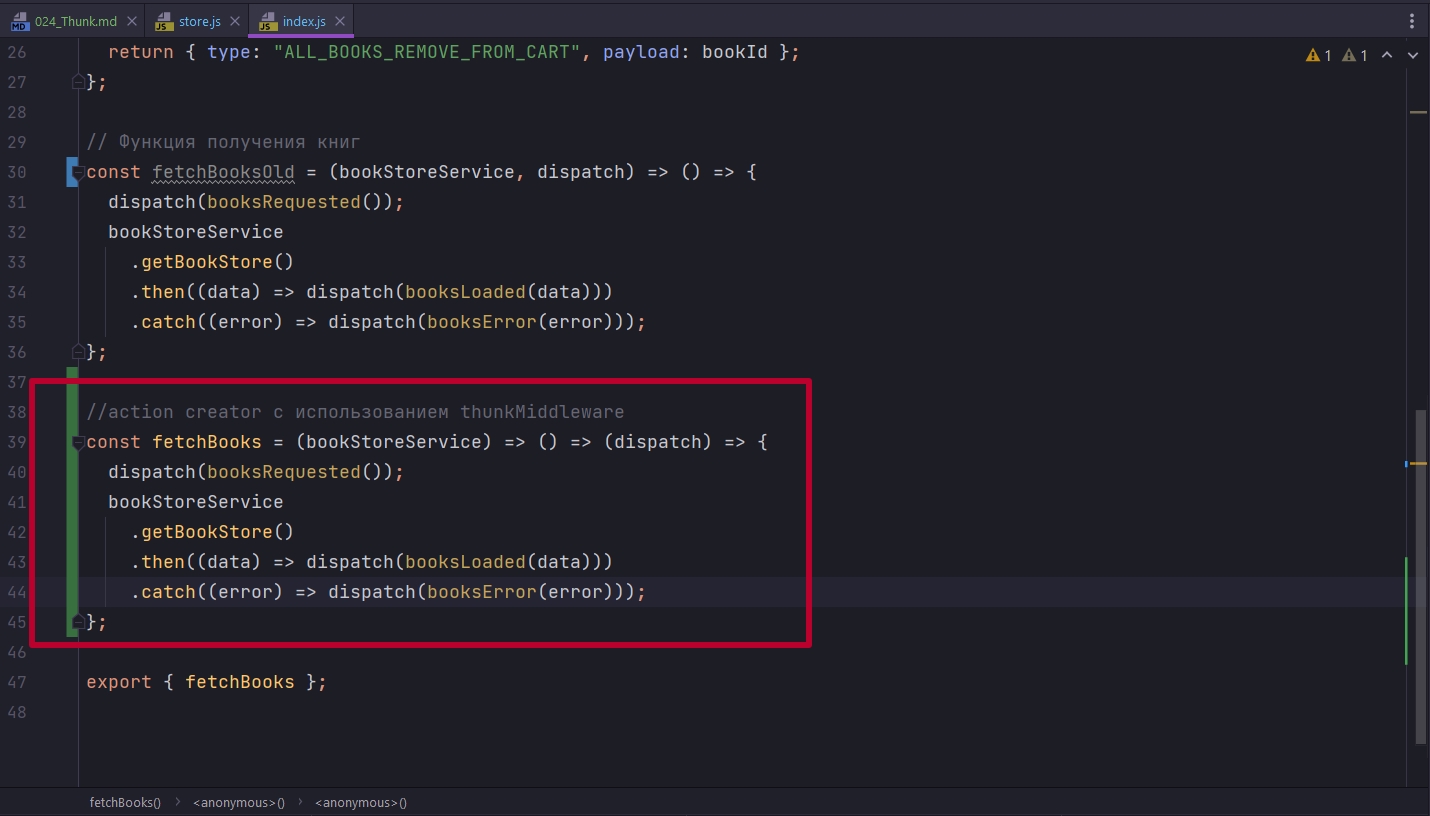 024_Thunk.md store.js index.js
26 return { type: "ALL_BOOKS_REMOVE_FROM_CART", payload: bookId }; 1 1
27 };
28
29 // Функция получения книг
30 const fetchBooksOld = (bookStoreService, dispatch) => () => {
31 dispatch(booksRequested());
32 bookStoreService
33 .getBookStore()
34 .then((data) => dispatch(booksLoaded(data)))
35 .catch((error) => dispatch(booksError(error)));
36 };
37
38 //action creator с использованием thunkMiddleware
39 const fetchBooks = (bookStoreService) => () => (dispatch) => {
40 dispatch(booksRequested());
41 bookStoreService
42 .getBookStore()
43 .then((data) => dispatch(booksLoaded(data)))
44 .catch((error) => dispatch(booksError(error)));
45 };
46
47 export { fetchBooks };
48
fetchBooks() > <anonymous>() > <anonymous>()